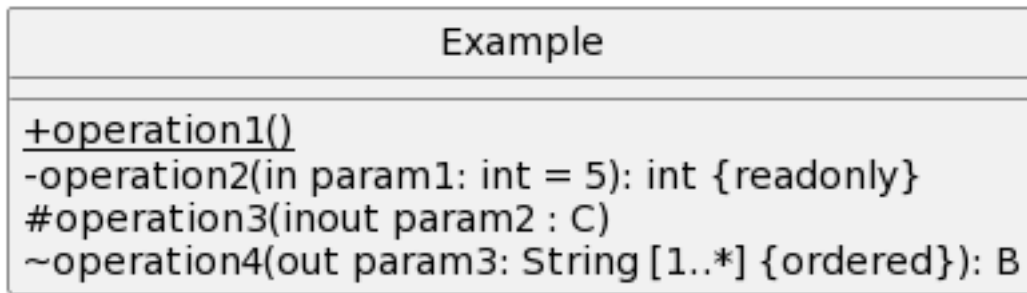 Example
+operation1()
-operation2(in param1: int = 5): int {readonly}
#operation3(inout param2 : C)
~operation4(out param3: String [1..*] {ordered}): B